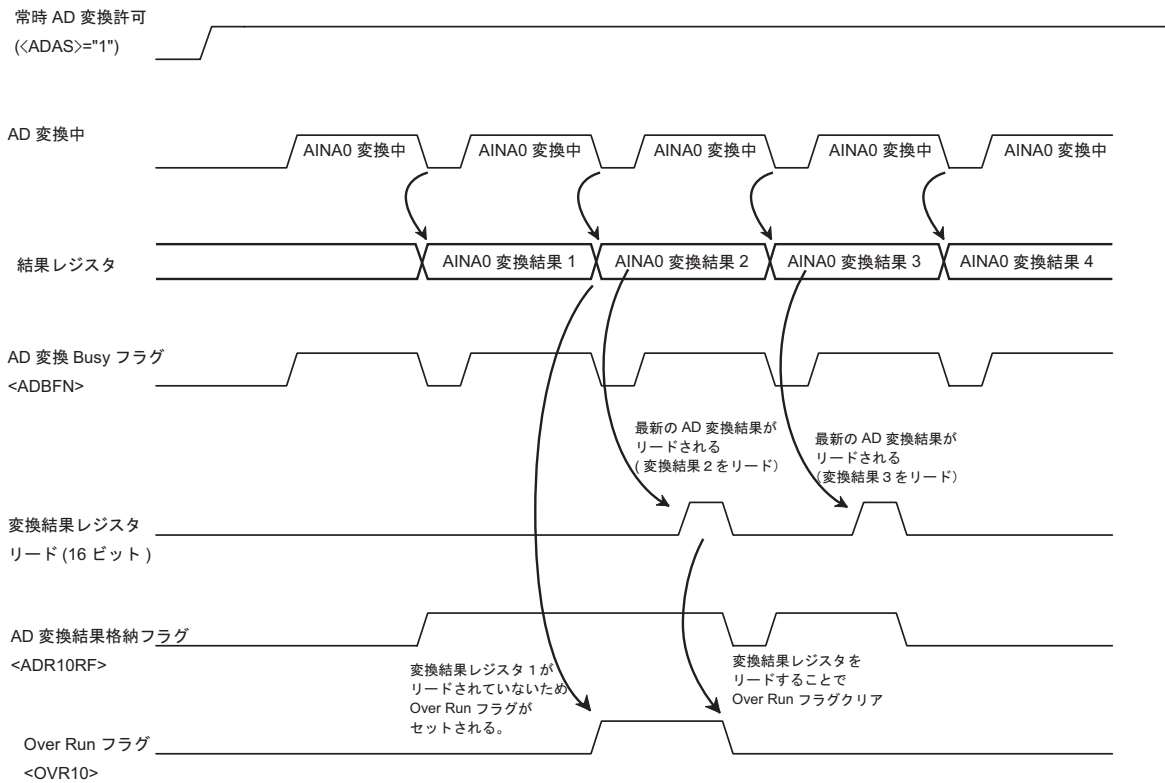 常時 AD 変換許可
(<ADAS>="1")
AD 変換中
AINA0 変換中
AINA0 変換中
AINA0 変換中
AINA0 変換中
AINA0 変換中
結果レジスタ
AINA0 変換結果 1
AINA0 変換結果 2
AINA0 変換結果 3
AINA0 変換結果 4
AD 変換 Busy フラグ
<ADBFN>
最新の AD 変換結果が
リードされる
( 変換結果 2 をリード)
最新の AD 変換結果が
リードされる
(変換結果 3 をリード)
変換結果レジスタ
リード (16 ビット )
AD 変換結果格納フラグ
<ADR10RF>
変換結果レジスタ 1 が
リードされていないため
Over Run フラグが
セットされる。
変換結果レジスタを
リードすることで
Over Run フラグクリア
Over Run フラグ
<OVR10>